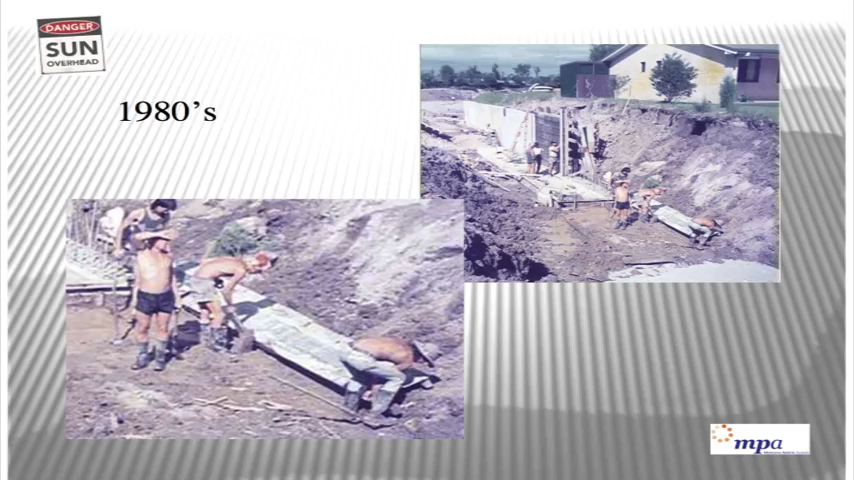 DANGER
SUN
OVERHEAD
1980's
mpa